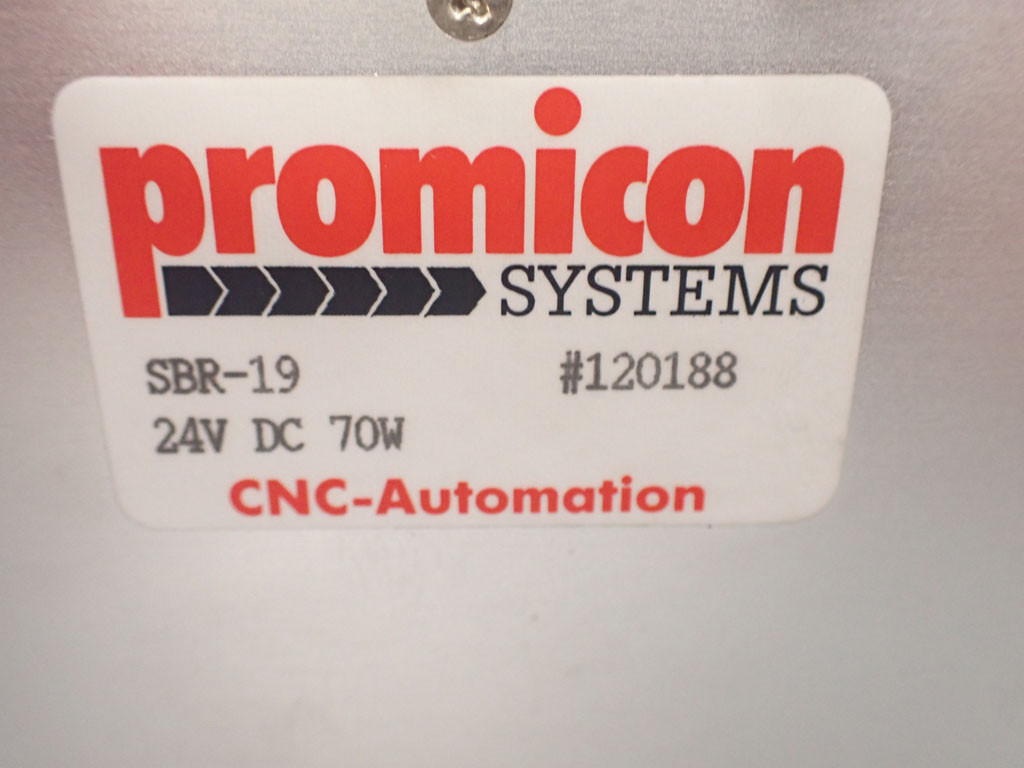 promicon
SYSTEMS
SBR-19 #120188
24V DC 70W
CNC-Automation